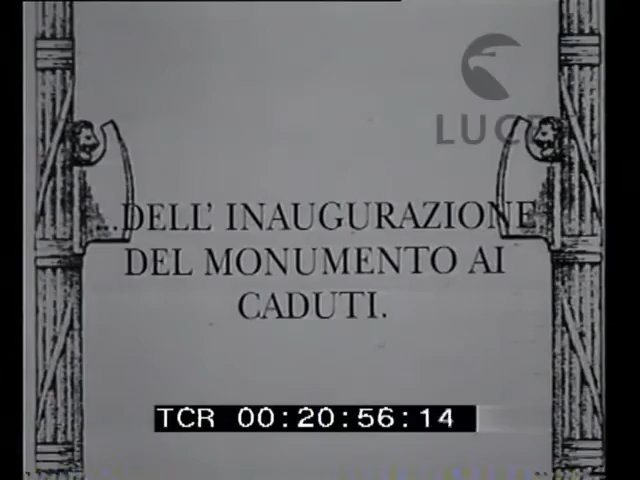 LUCE
...DELL' INAUGURAZIONE
DEL MONUMENTO AI
CADUTI.
TCR 00:20:56:14